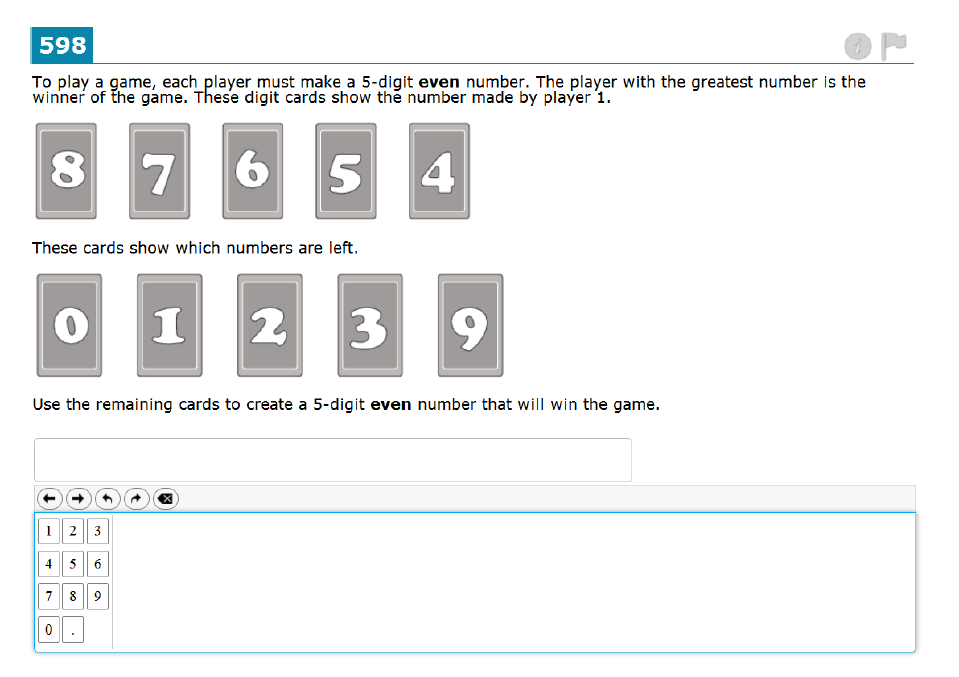 598
i
To play a game, each player must make a 5-digit even number. The player with the greatest number is the
winner of the game. These digit cards show the number made by player 1.
8 7 6 5 4
These cards show which numbers are left.
0 1 2 3 9
Use the remaining cards to create a 5-digit even number that will win the game.
1 2 3
4 5 6
7 8 9
0 .